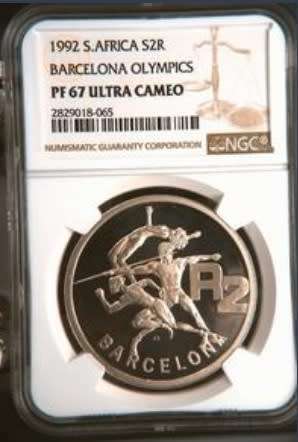 1992 S.AFRICA S2R
BARCELONA OLYMPICS
PF 67 ULTRA CAMEO
2829018-065
NUMISMATIC GUARANTY CORPORATION NGC®
R2
BARCELONA